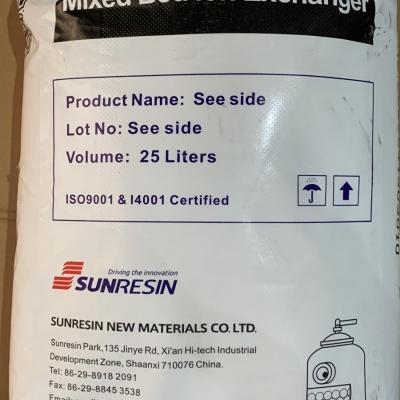 Mixed Bed Ion Exchanger
Product Name: See side
Lot No: See side
Volume: 25 Liters
ISO9001 & I4001 Certified
Driving the innovation
SUNRESIN
SUNRESIN NEW MATERIALS CO. LTD.
Sunresin Park,135 Jinye Rd, Xi'an Hi-tech Industrial
Development Zone, Shaanxi 710076 China.
Tel: 86-29-8918 2091
Fax: 86-29-8845 3538